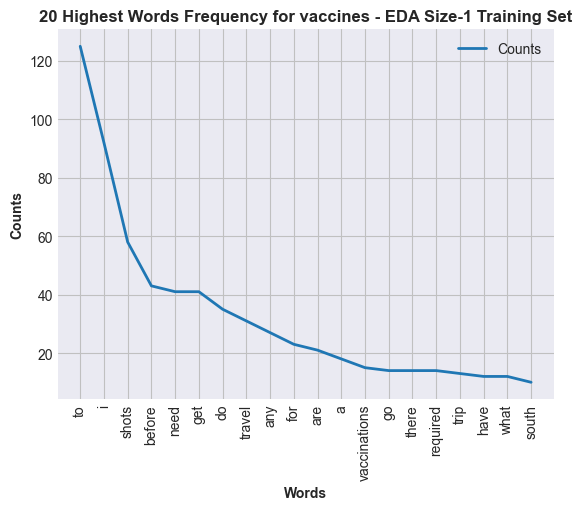 20 Highest Words Frequency for vaccines - EDA Size-1 Training Set
Counts
120
100
80
60
40
20
Counts
to
i
shots
before
need
get
do
travel
any
for
are
a
vaccinations
go
there
required
trip
have
what
south
Words